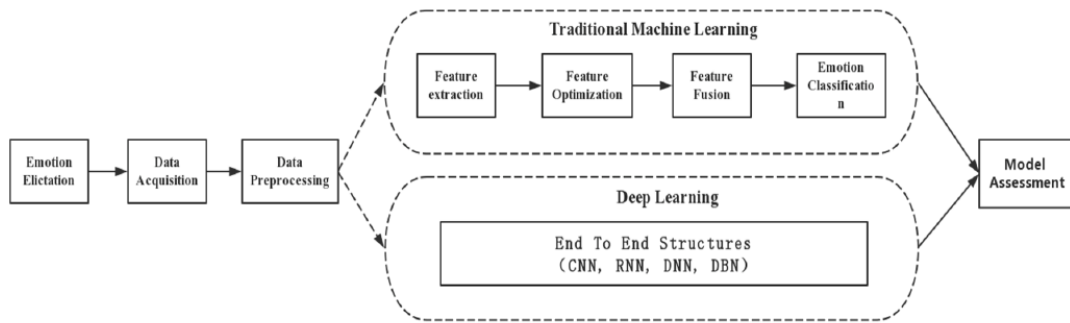 Traditional Machine Learning
Feature
extraction
Feature
Optimization
Feature
Fusion
Emotion
Classificatio
n
Emotion
Elictation
Data
Acquisition
Data
Preprocessing
Model
Assessment
Deep Learning
End To End Structures
(CNN, RNN, DNN, DBN)